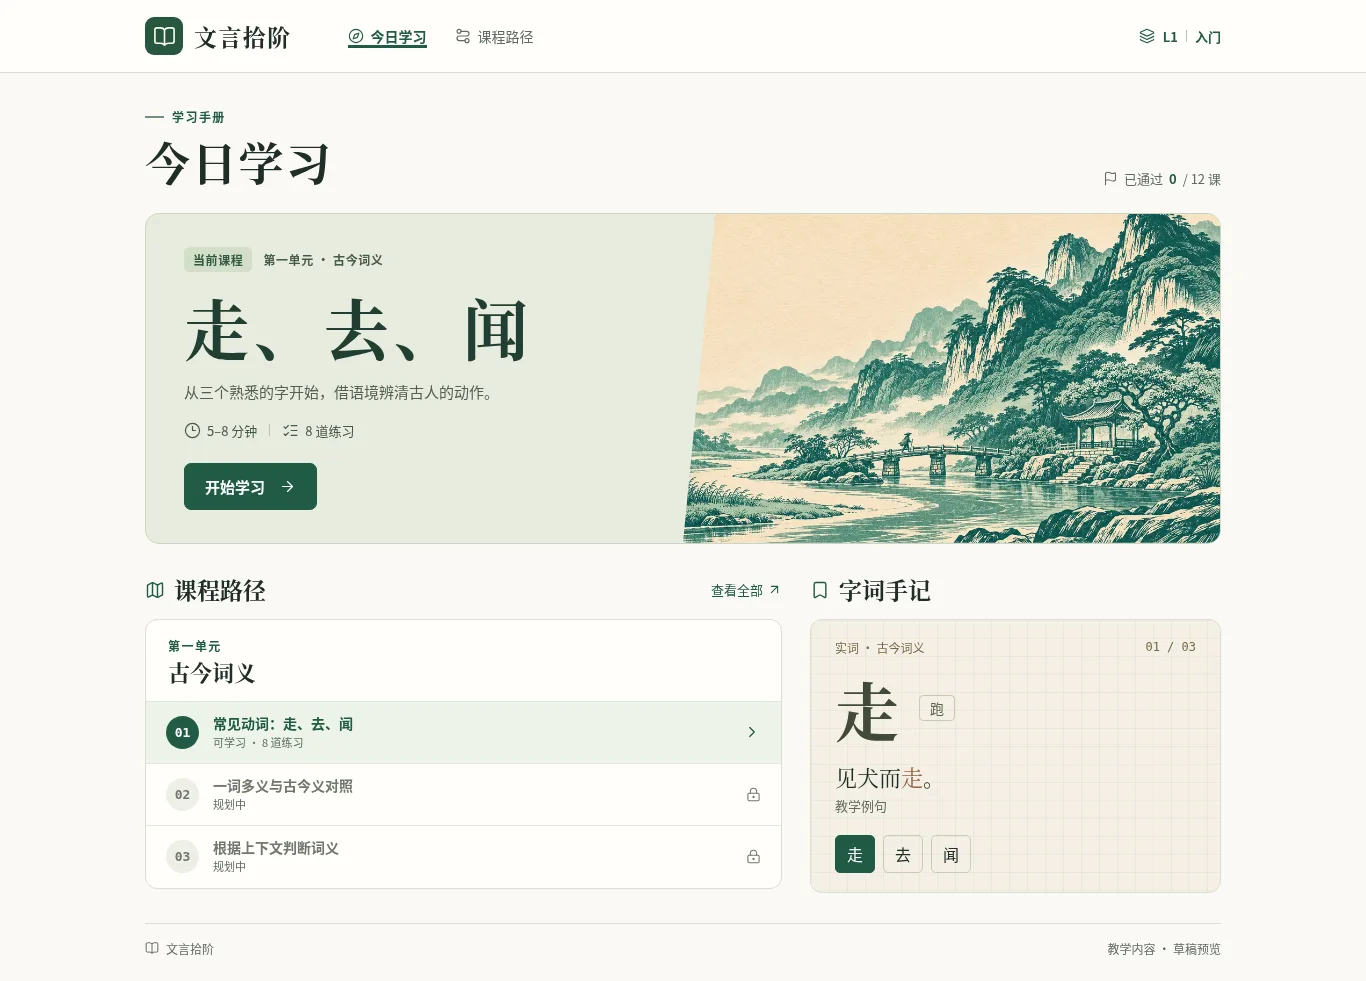 文言拾阶
今日学习
课程路径
L1 入门
学习手册
今日学习
已通过 0 / 12 课
当前课程 第一单元 · 古今词义
走、去、闻
从三个熟悉的字开始，借语境辨清古人的动作。
5–8 分钟 8 道练习
开始学习
课程路径
查看全部
第一单元
古今词义
01 常见动词：走、去、闻
可学习 · 8 道练习
02 一词多义与古今义对照
规划中
03 根据上下文判断词义
规划中
字词手记
实词 · 古今词义 01 / 03
走 跑
见犬而走。
教学例句
走 去 闻
文言拾阶
教学内容 · 草稿预览